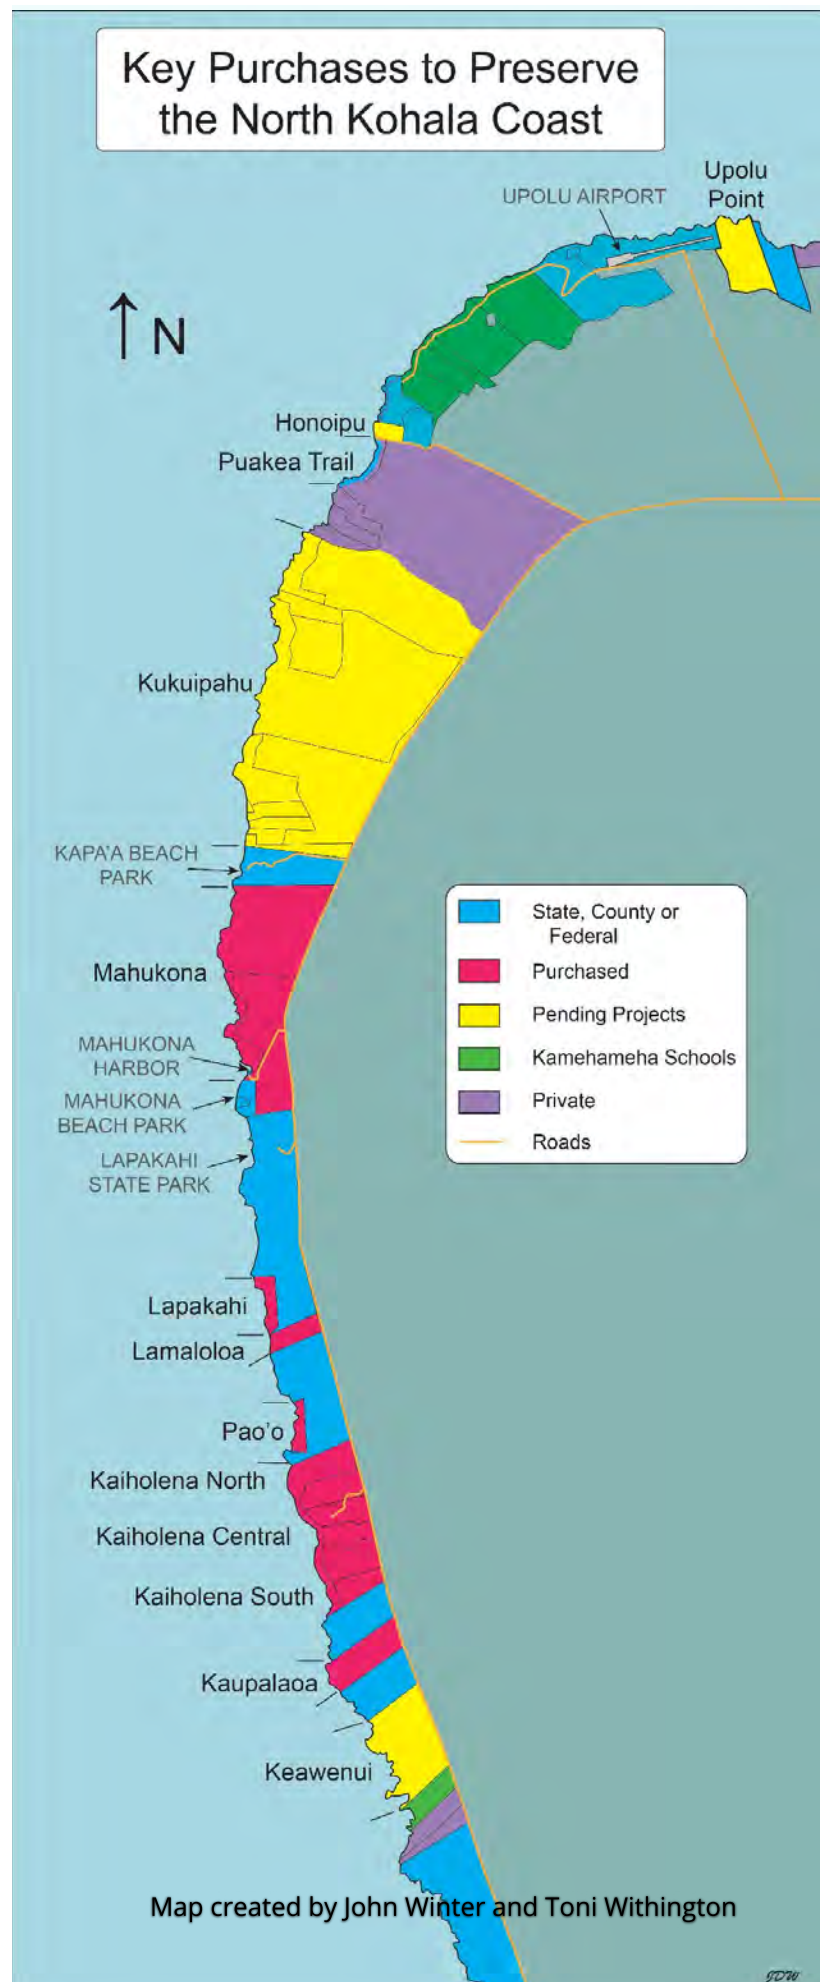 Key Purchases to Preserve
the North Kohala Coast
Upolu
Point
UPOLU AIRPORT
N
Honoipu
Puakea Trail
Kukuipahu
KAPA'A BEACH
PARK
State, County or
Federal
Purchased
Pending Projects
Kamehameha Schools
Private
Roads
Mahukona
MAHUKONA
HARBOR
MAHUKONA
BEACH PARK
LAPAKAHI
STATE PARK
Lapakahi
Lamaloloa
Pao'o
Kaiholena North
Kaiholena Central
Kaiholena South
Kaupalaoa
Keawenui
Map created by John Winter and Toni Withington
JDW